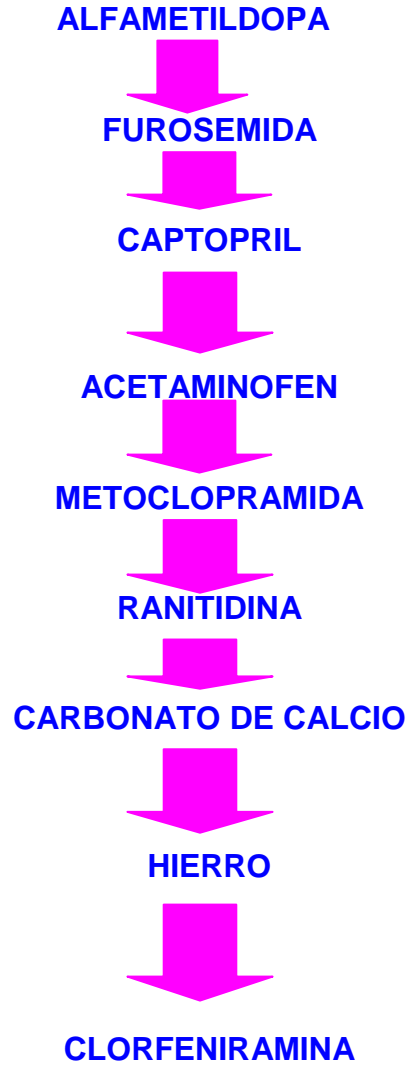 ALFAMETILDOPA
FUROSEMIDA
CAPTOPRIL
ACETAMINOFEN
METOCLOPRAMIDA
RANITIDINA
CARBONATO DE CALCIO
HIERRO
CLORFENIRAMINA